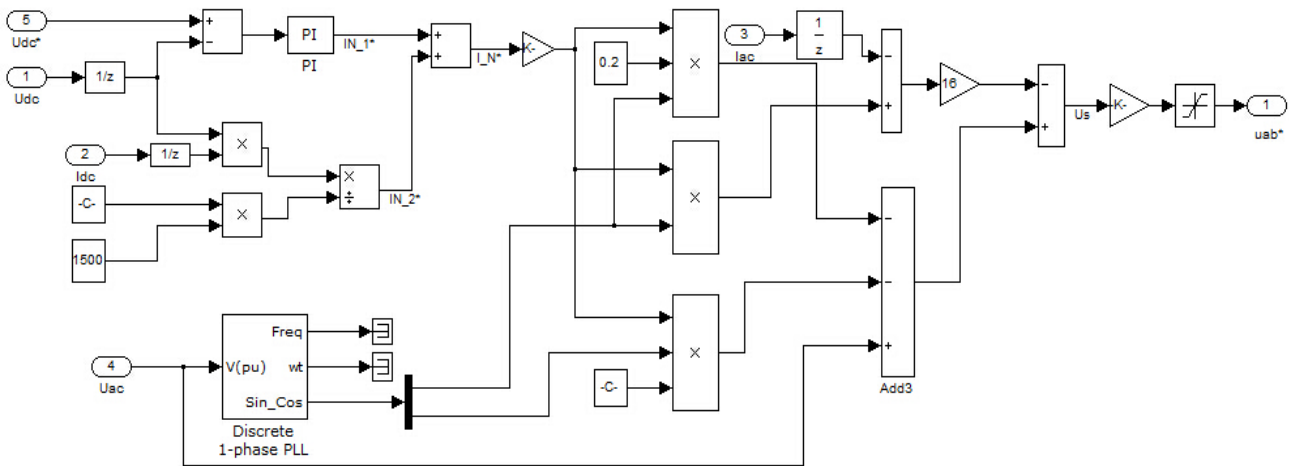 5
Udc*
+
−
PI
PI
IN_1*
+
+
I_N*
K-
1
Udc
1/z
2
Idc
1/z
×
×
÷
IN_2*
-C-
×
1500
0.2
×
3
Iac
1
z
−
+
16
−
+
Us
K-
1
uab*
×
×
-C-
−
−
+
Add3
4
Uac
V(pu)
Freq
wt
Sin_Cos
Discrete
1-phase PLL